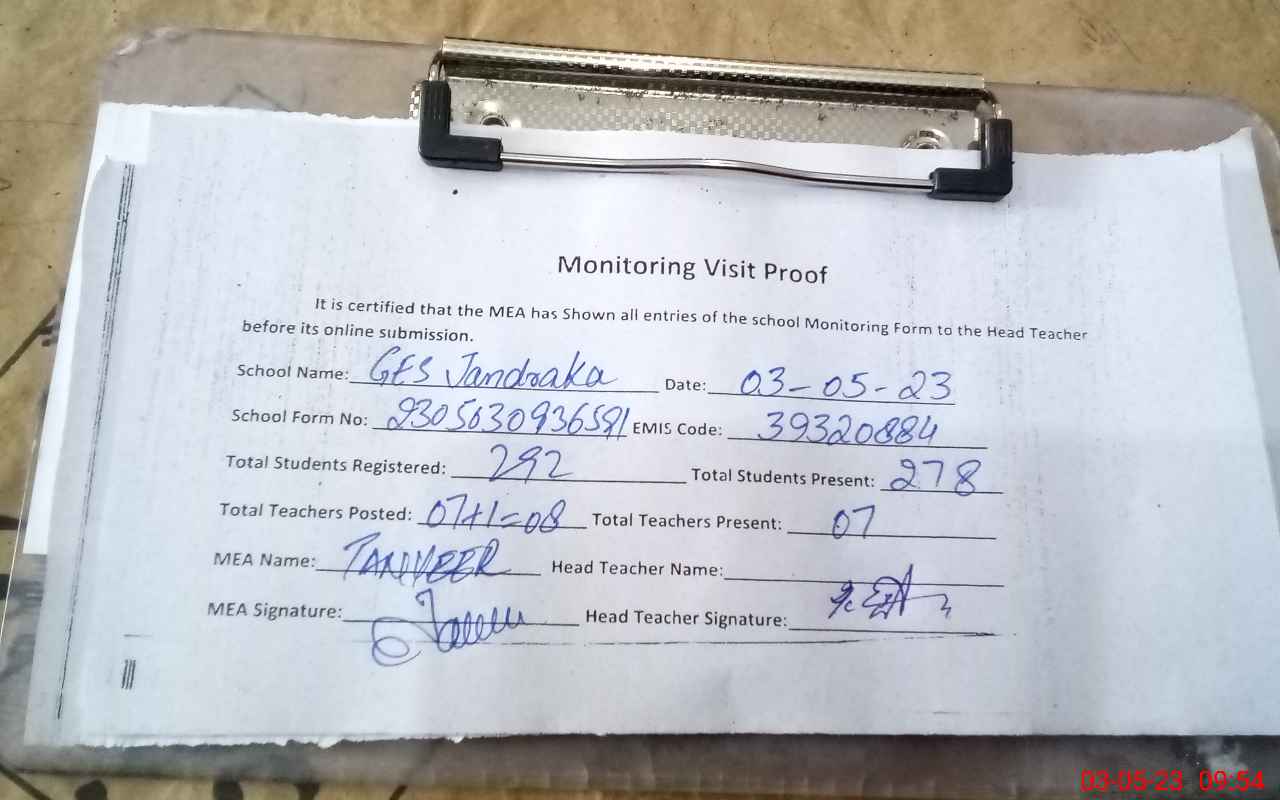 Monitoring Visit Proof
It is certified that the MEA has Shown all entries of the school Monitoring Form to the Head Teacher
before its online submission.
School Name: GES Jandraka Date: 03-05-23
School Form No: EMIS Code: 39320884
Total Students Registered: 292 Total Students Present: 278
Total Teachers Posted: 07+1=08 Total Teachers Present: 07
MEA Name: TANVEER Head Teacher Name:
MEA Signature: Head Teacher Signature:
03-05-23 09:54